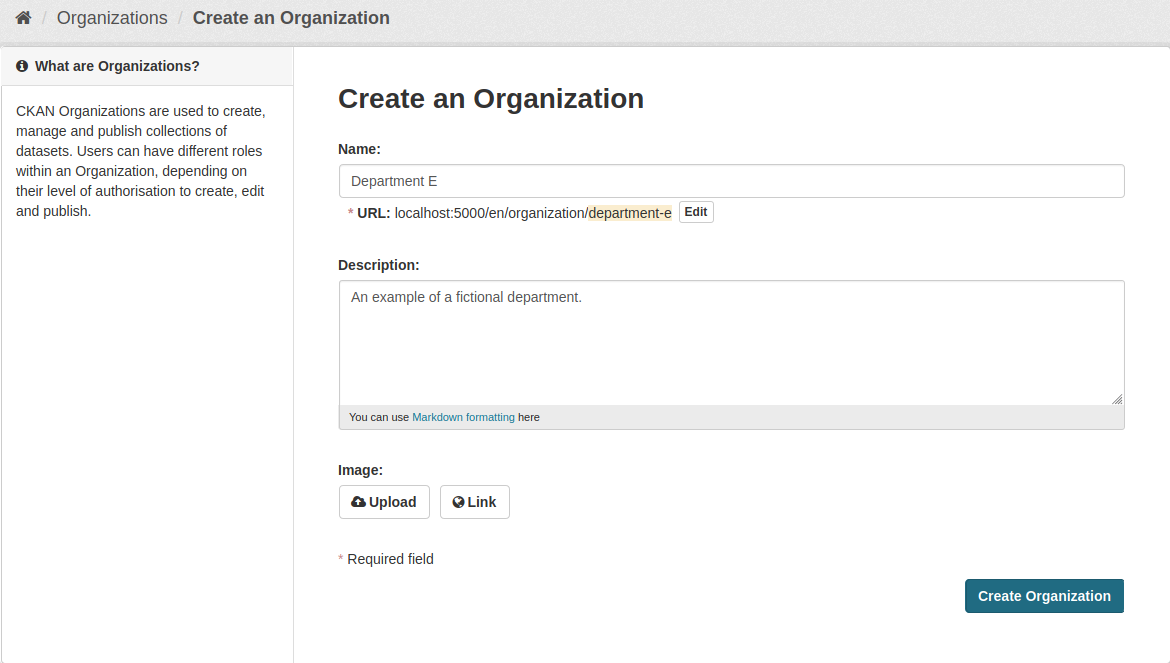 / Organizations / Create an Organization
What are Organizations?
CKAN Organizations are used to create,
manage and publish collections of
datasets. Users can have different roles
within an Organization, depending on
their level of authorisation to create, edit
and publish.
Create an Organization
Name:
Department E
* URL: localhost:5000/en/organization/department-e Edit
Description:
An example of a fictional department.
You can use Markdown formatting here
Image:
Upload Link
* Required field
Create Organization